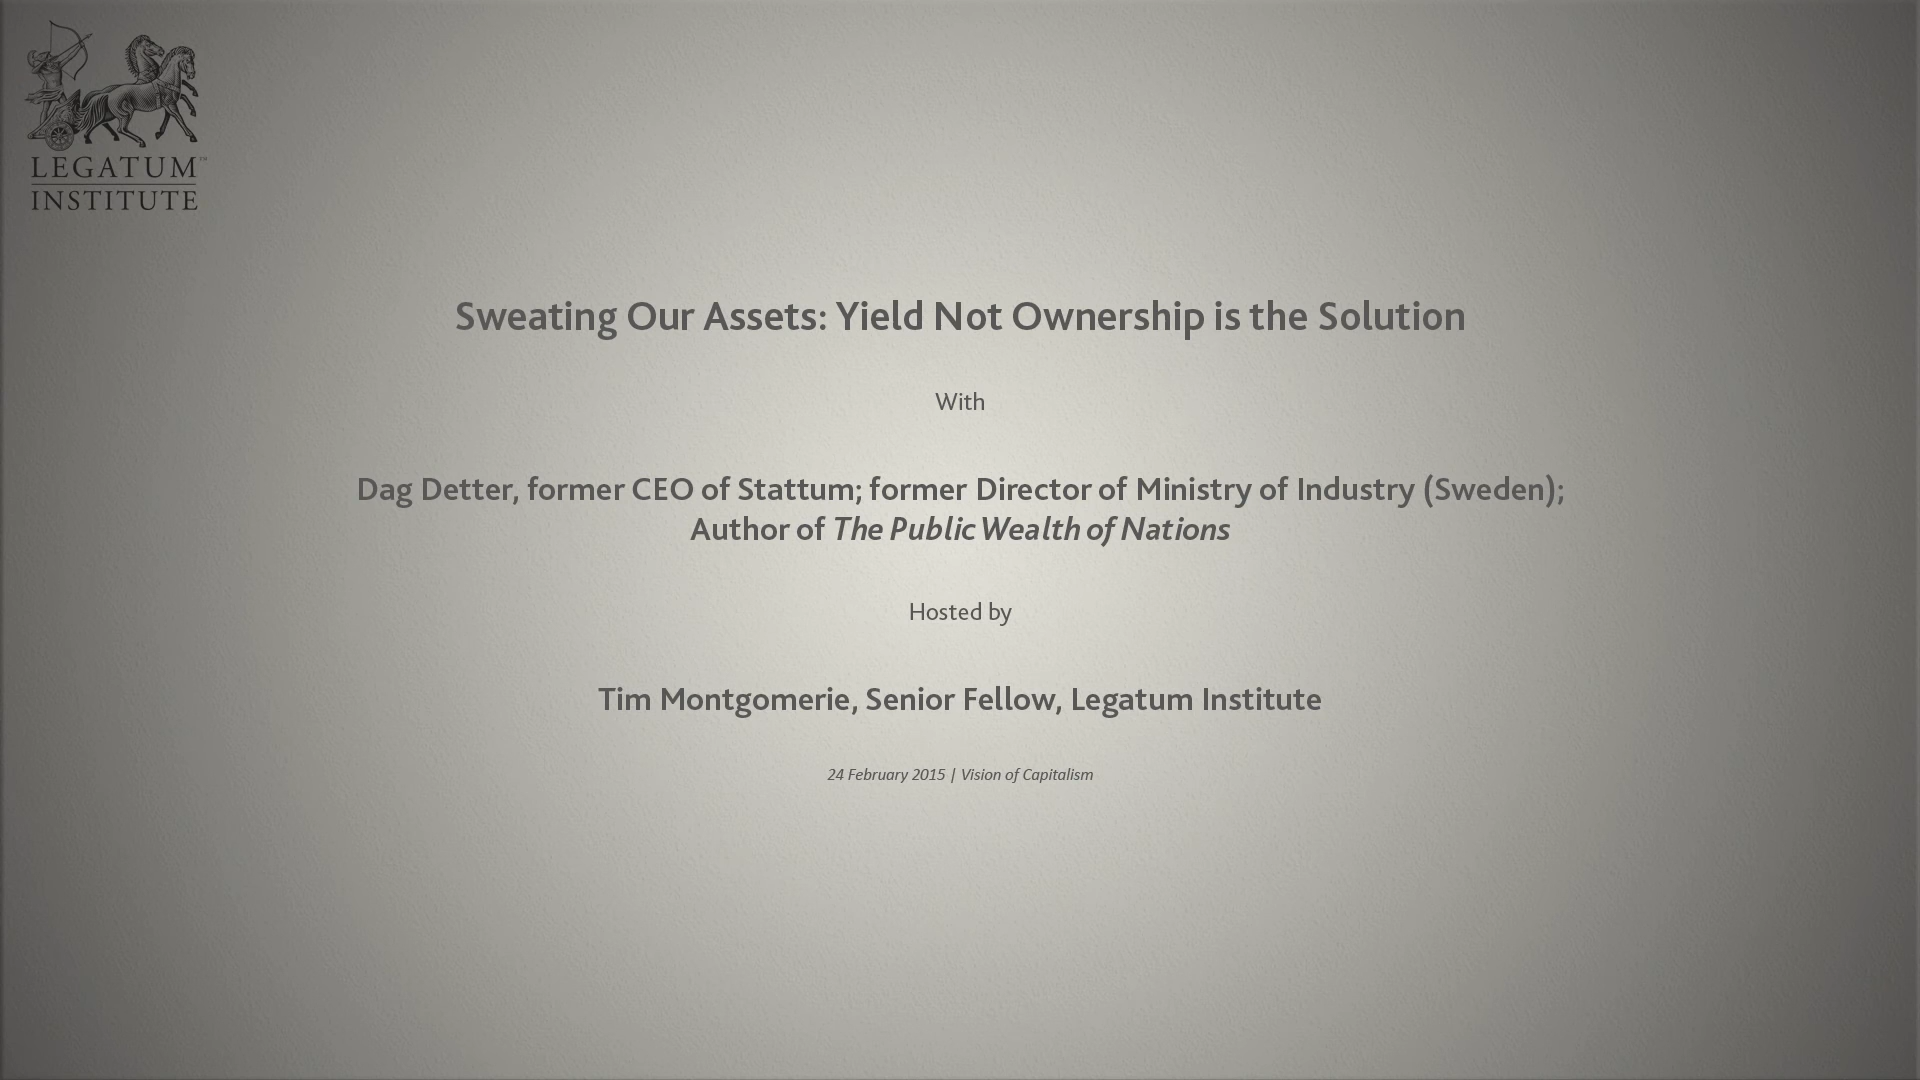 LEGATUM™
INSTITUTE
Sweating Our Assets: Yield Not Ownership is the Solution
With
Dag Detter, former CEO of Stattum; former Director of Ministry of Industry (Sweden);
Author of The Public Wealth of Nations
Hosted by
Tim Montgomerie, Senior Fellow, Legatum Institute
24 February 2015 | Vision of Capitalism